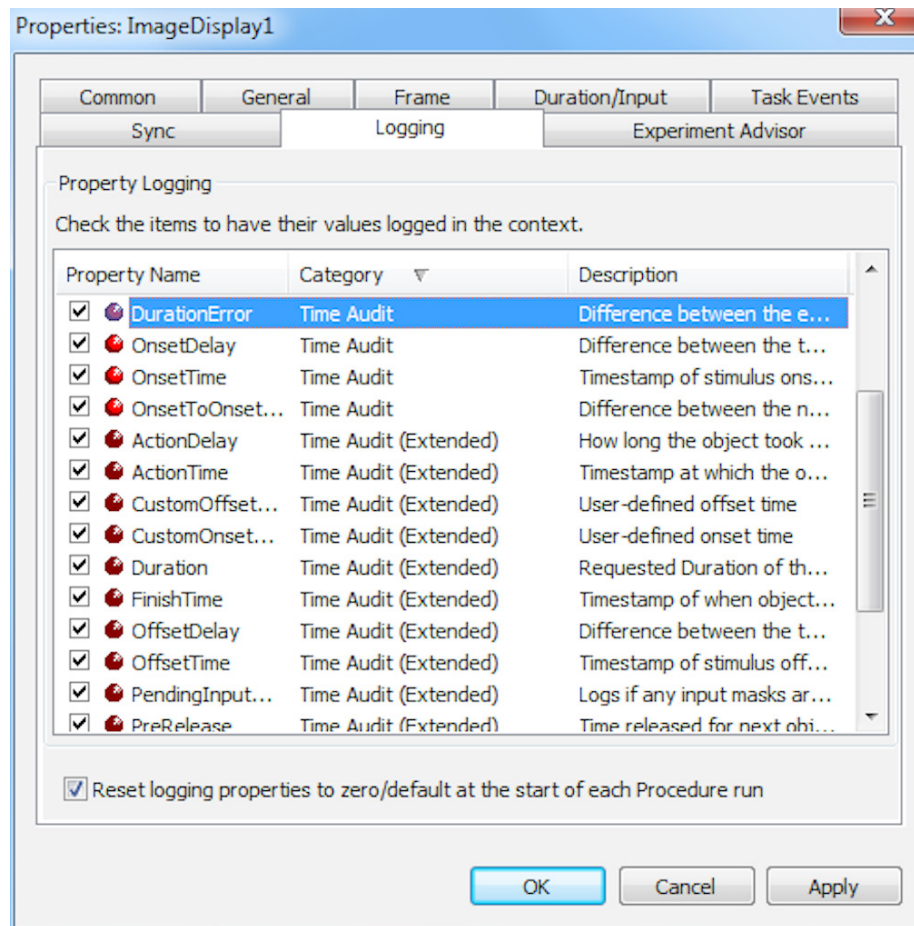 Properties: ImageDisplay1
Common General Frame Duration/Input Task Events
Sync Logging Experiment Advisor
Property Logging
Check the items to have their values logged in the context.
Property Name Category Description
DurationError Time Audit Difference between the e...
OnsetDelay Time Audit Difference between the t...
OnsetTime Time Audit Timestamp of stimulus ons...
OnsetToOnset... Time Audit Difference between the n...
ActionDelay Time Audit (Extended) How long the object took ...
ActionTime Time Audit (Extended) Timestamp at which the o...
CustomOffset... Time Audit (Extended) User-defined offset time
CustomOnset... Time Audit (Extended) User-defined onset time
Duration Time Audit (Extended) Requested Duration of th...
FinishTime Time Audit (Extended) Timestamp of when object...
OffsetDelay Time Audit (Extended) Difference between the t...
OffsetTime Time Audit (Extended) Timestamp of stimulus off...
PendingInput... Time Audit (Extended) Logs if any input masks ar...
PreRelease Time Audit (Extended) Time released for next obj...
Reset logging properties to zero/default at the start of each Procedure run
OK Cancel Apply